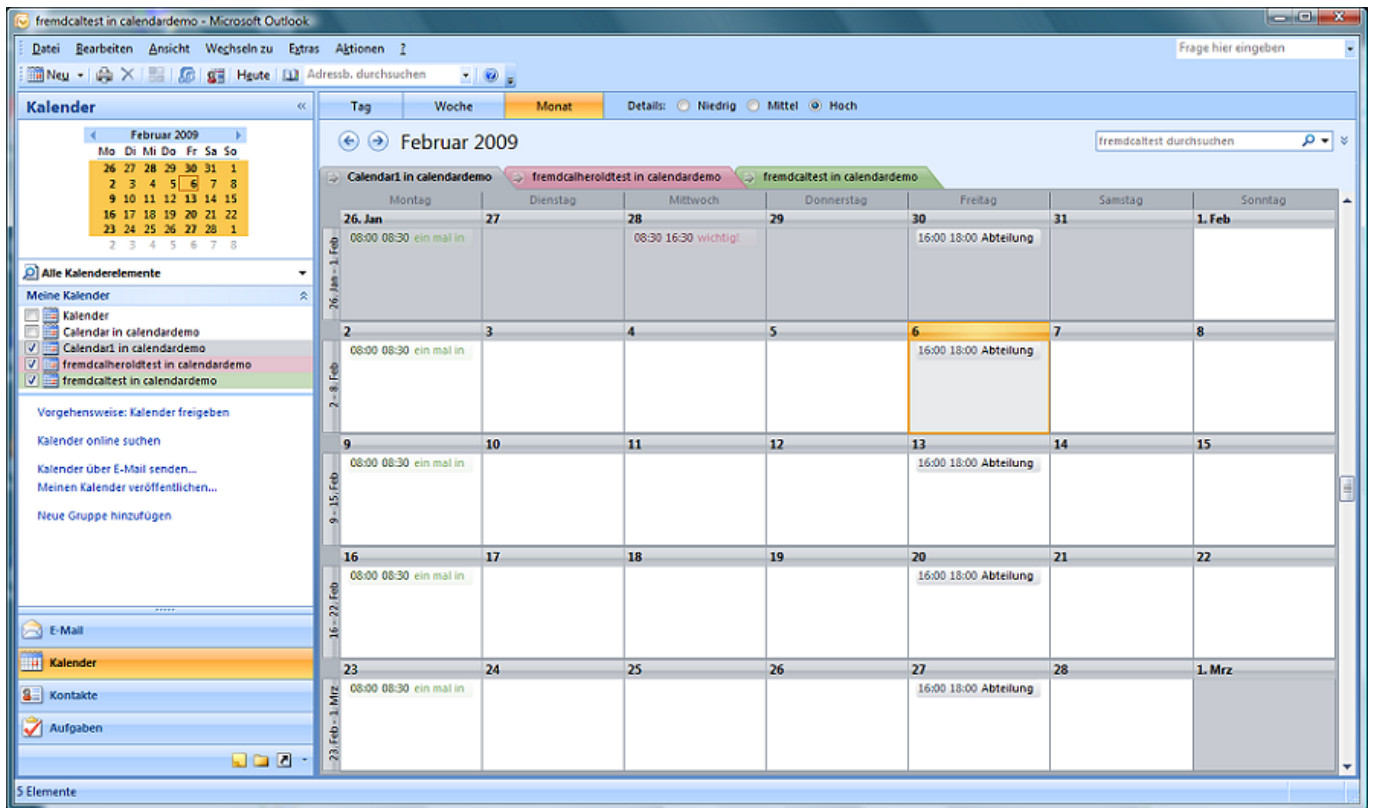 fremdcaltest in calendardemo - Microsoft Outlook
Datei Bearbeiten Ansicht Wechseln zu Extras Aktionen ?
Frage hier eingeben
Neu Heute Adressb. durchsuchen
Kalender «
Februar 2009
Mo Di Mi Do Fr Sa So
26 27 28 29 30 31 1
2 3 4 5 6 7 8
9 10 11 12 13 14 15
16 17 18 19 20 21 22
23 24 25 26 27 28 1
2 3 4 5 6 7 8
Alle Kalenderelemente
Meine Kalender
Kalender
Calendar in calendardemo
Calendar1 in calendardemo
fremdcalheroldtest in calendardemo
fremdcaltest in calendardemo
Vorgehensweise: Kalender freigeben
Kalender online suchen
Kalender über E-Mail senden...
Meinen Kalender veröffentlichen...
Neue Gruppe hinzufügen
E-Mail
Kalender
Kontakte
Aufgaben
Tag Woche Monat Details: Niedrig Mittel Hoch
Februar 2009
fremdcaltest durchsuchen
Calendar1 in calendardemo fremdcalheroldtest in calendardemo fremdcaltest in calendardemo
Montag Dienstag Mittwoch Donnerstag Freitag Samstag Sonntag
26. Jan 27 28 29 30 31 1. Feb
26. Jan - 1. Feb
08:00 08:30 ein mal in 08:30 16:30 wichtig! 16:00 18:00 Abteilung
2 3 4 5 6 7 8
2 - 8. Feb
08:00 08:30 ein mal in 16:00 18:00 Abteilung
9 10 11 12 13 14 15
9 - 15. Feb
08:00 08:30 ein mal in 16:00 18:00 Abteilung
16 17 18 19 20 21 22
16 - 22. Feb
08:00 08:30 ein mal in 16:00 18:00 Abteilung
23 24 25 26 27 28 1. Mrz
23. Feb - 1. Mrz
08:00 08:30 ein mal in 16:00 18:00 Abteilung
5 Elemente